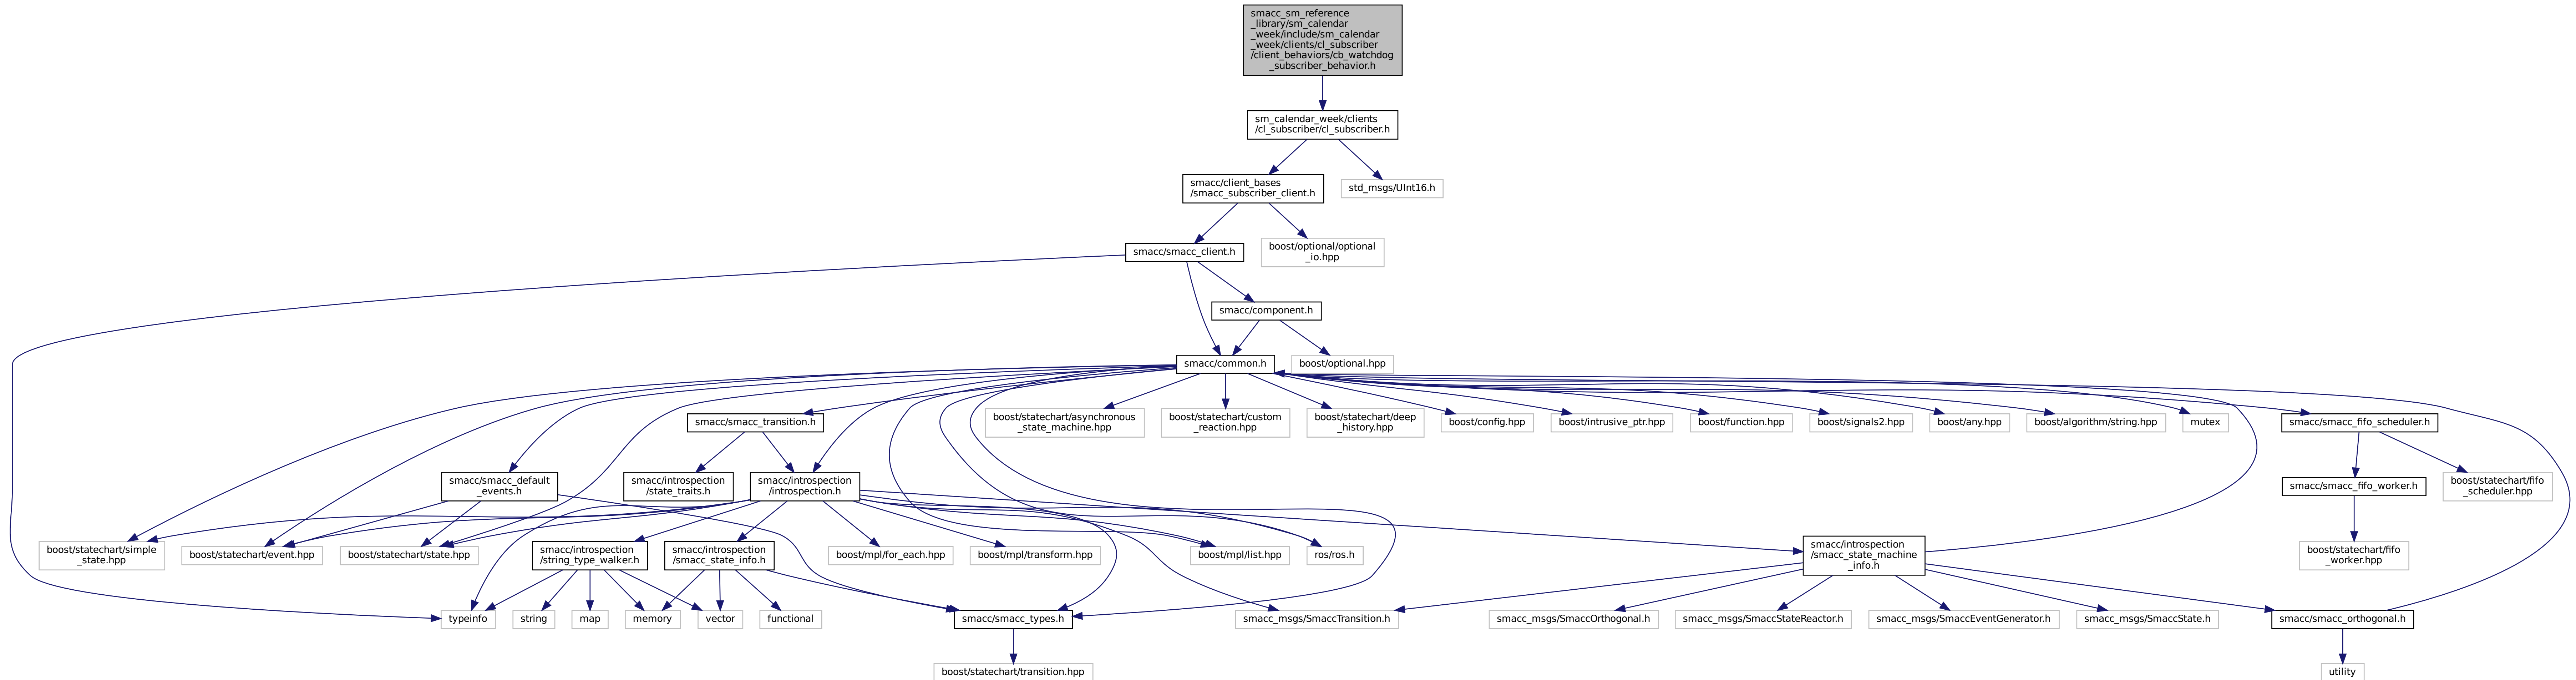 smacc_sm_reference
_library/sm_calendar
_week/include/sm_calendar
_week/clients/cl_subscriber
/client_behaviors/cb_watchdog
_subscriber_behavior.h
sm_calendar_week/clients
/cl_subscriber/cl_subscriber.h
smacc/client_bases
/smacc_subscriber_client.h
std_msgs/UInt16.h
smacc/smacc_client.h
boost/optional/optional
_io.hpp
smacc/component.h
smacc/common.h
boost/optional.hpp
smacc/smacc_transition.h
boost/statechart/asynchronous
_state_machine.hpp
boost/statechart/custom
_reaction.hpp
boost/statechart/deep
_history.hpp
boost/config.hpp
boost/intrusive_ptr.hpp
boost/function.hpp
boost/signals2.hpp
boost/any.hpp
boost/algorithm/string.hpp
mutex
smacc/smacc_fifo_scheduler.h
smacc/smacc_default
_events.h
smacc/introspection
/state_traits.h
smacc/introspection
/introspection.h
smacc/smacc_fifo_worker.h
boost/statechart/fifo
_scheduler.hpp
boost/statechart/simple
_state.hpp
boost/statechart/event.hpp
boost/statechart/state.hpp
smacc/introspection
/string_type_walker.h
smacc/introspection
/smacc_state_info.h
boost/mpl/for_each.hpp
boost/mpl/transform.hpp
boost/mpl/list.hpp
ros/ros.h
smacc/introspection
/smacc_state_machine
_info.h
boost/statechart/fifo
_worker.hpp
typeinfo
string
map
memory
vector
functional
smacc/smacc_types.h
smacc_msgs/SmaccTransition.h
smacc_msgs/SmaccOrthogonal.h
smacc_msgs/SmaccStateReactor.h
smacc_msgs/SmaccEventGenerator.h
smacc_msgs/SmaccState.h
smacc/smacc_orthogonal.h
boost/statechart/transition.hpp
utility